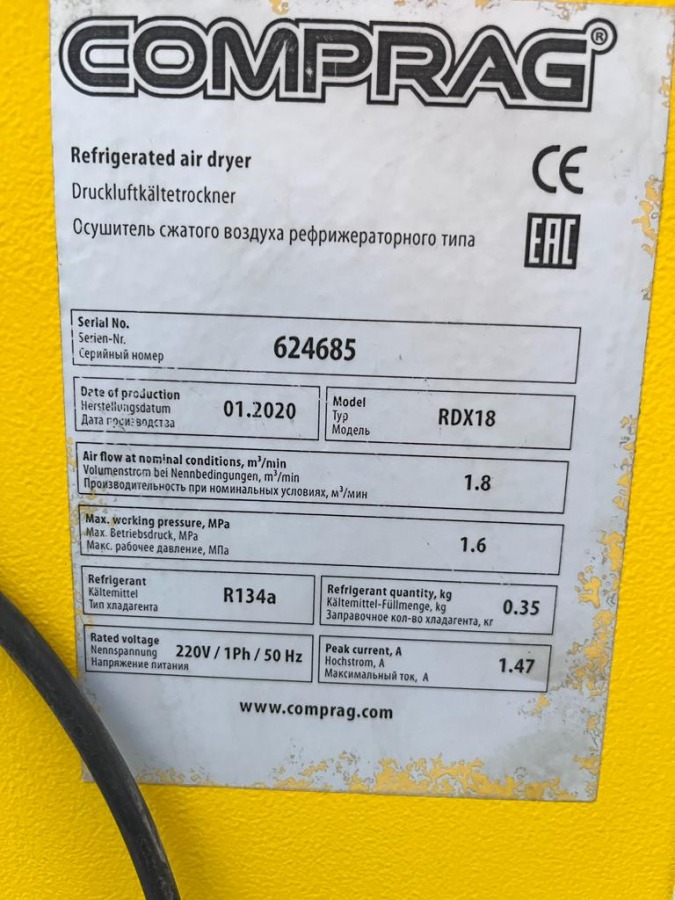 COMPRAG®
Refrigerated air dryer
CE
Druckluftkältetrockner
Осушитель сжатого воздуха рефрижераторного типа
EAC
Serial No.
Serien-Nr.
Серийный номер
624685
Date of production
Herstellungsdatum
Дата производства
01.2020
Model
Typ
Модель
RDX18
Air flow at nominal conditions, m³/min
Volumenstrom bei Nennbedingungen, m³/min
Производительность при номинальных условиях, м³/мин
1.8
Max. working pressure, MPa
Max. Betriebsdruck, MPa
Макс. рабочее давление, МПа
1.6
Refrigerant
Kältemittel
Тип хладагента
R134a
Refrigerant quantity, kg
Kältemittel-Füllmenge, kg
Заправочное кол-во хладагента, кг
0.35
Rated voltage
Nennspannung
Напряжение питания
220V / 1Ph / 50 Hz
Peak current, A
Hochstrom, A
Максимальный ток, А
1.47
www.comprag.com